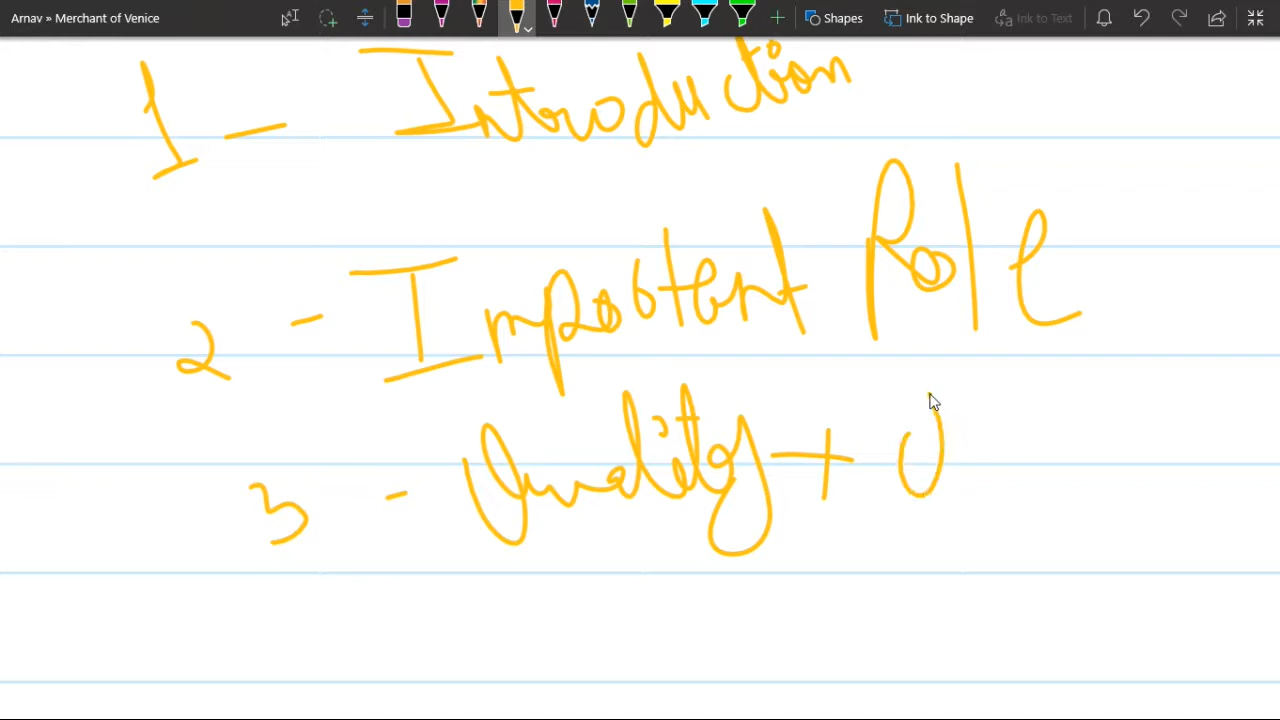 Arnav » Merchant of Venice
Shapes
Ink to Shape
Ink to Text
1 - Introduction
2 - Important Role
3 - Quality +